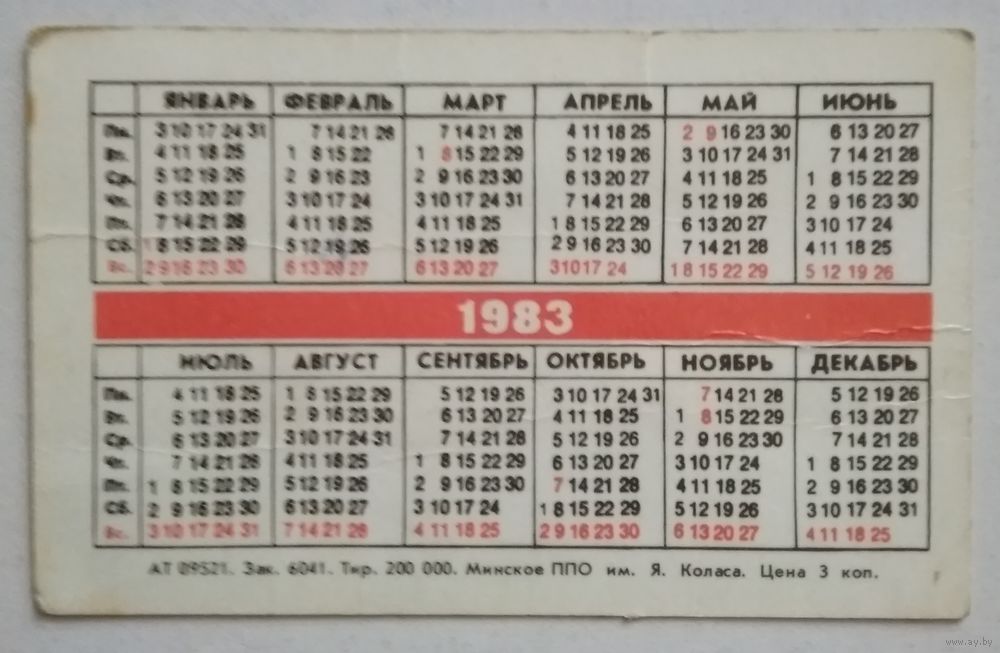 ЯНВАРЬ ФЕВРАЛЬ МАРТ АПРЕЛЬ МАЙ ИЮНЬ
Пн. 3 10 17 24 31 7 14 21 28 7 14 21 28 4 11 18 25 2 9 16 23 30 6 13 20 27
Вт. 4 11 18 25 1 8 15 22 1 8 15 22 29 5 12 19 26 3 10 17 24 31 7 14 21 28
Ср. 5 12 19 26 2 9 16 23 2 9 16 23 30 6 13 20 27 4 11 18 25 1 8 15 22 29
Чт. 6 13 20 27 3 10 17 24 3 10 17 24 31 7 14 21 28 5 12 19 26 2 9 16 23 30
Пт. 7 14 21 28 4 11 18 25 4 11 18 25 1 8 15 22 29 6 13 20 27 3 10 17 24
Сб. 1 8 15 22 29 5 12 19 26 5 12 19 26 2 9 16 23 30 7 14 21 28 4 11 18 25
Вс. 2 9 16 23 30 6 13 20 27 6 13 20 27 3 10 17 24 1 8 15 22 29 5 12 19 26
1983
ИЮЛЬ АВГУСТ СЕНТЯБРЬ ОКТЯБРЬ НОЯБРЬ ДЕКАБРЬ
Пн. 4 11 18 25 1 8 15 22 29 5 12 19 26 3 10 17 24 31 7 14 21 28 5 12 19 26
Вт. 5 12 19 26 2 9 16 23 30 6 13 20 27 4 11 18 25 1 8 15 22 29 6 13 20 27
Ср. 6 13 20 27 3 10 17 24 31 7 14 21 28 5 12 19 26 2 9 16 23 30 7 14 21 28
Чт. 7 14 21 28 4 11 18 25 1 8 15 22 29 6 13 20 27 3 10 17 24 1 8 15 22 29
Пт. 1 8 15 22 29 5 12 19 26 2 9 16 23 30 7 14 21 28 4 11 18 25 2 9 16 23 30
Сб. 2 9 16 23 30 6 13 20 27 3 10 17 24 1 8 15 22 29 5 12 19 26 3 10 17 24 31
Вс. 3 10 17 24 31 7 14 21 28 4 11 18 25 2 9 16 23 30 6 13 20 27 4 11 18 25
АТ 09521. Зак. 6041. Тир. 200 000. Минское ППО им. Я. Коласа. Цена 3 коп.
www.ay.by